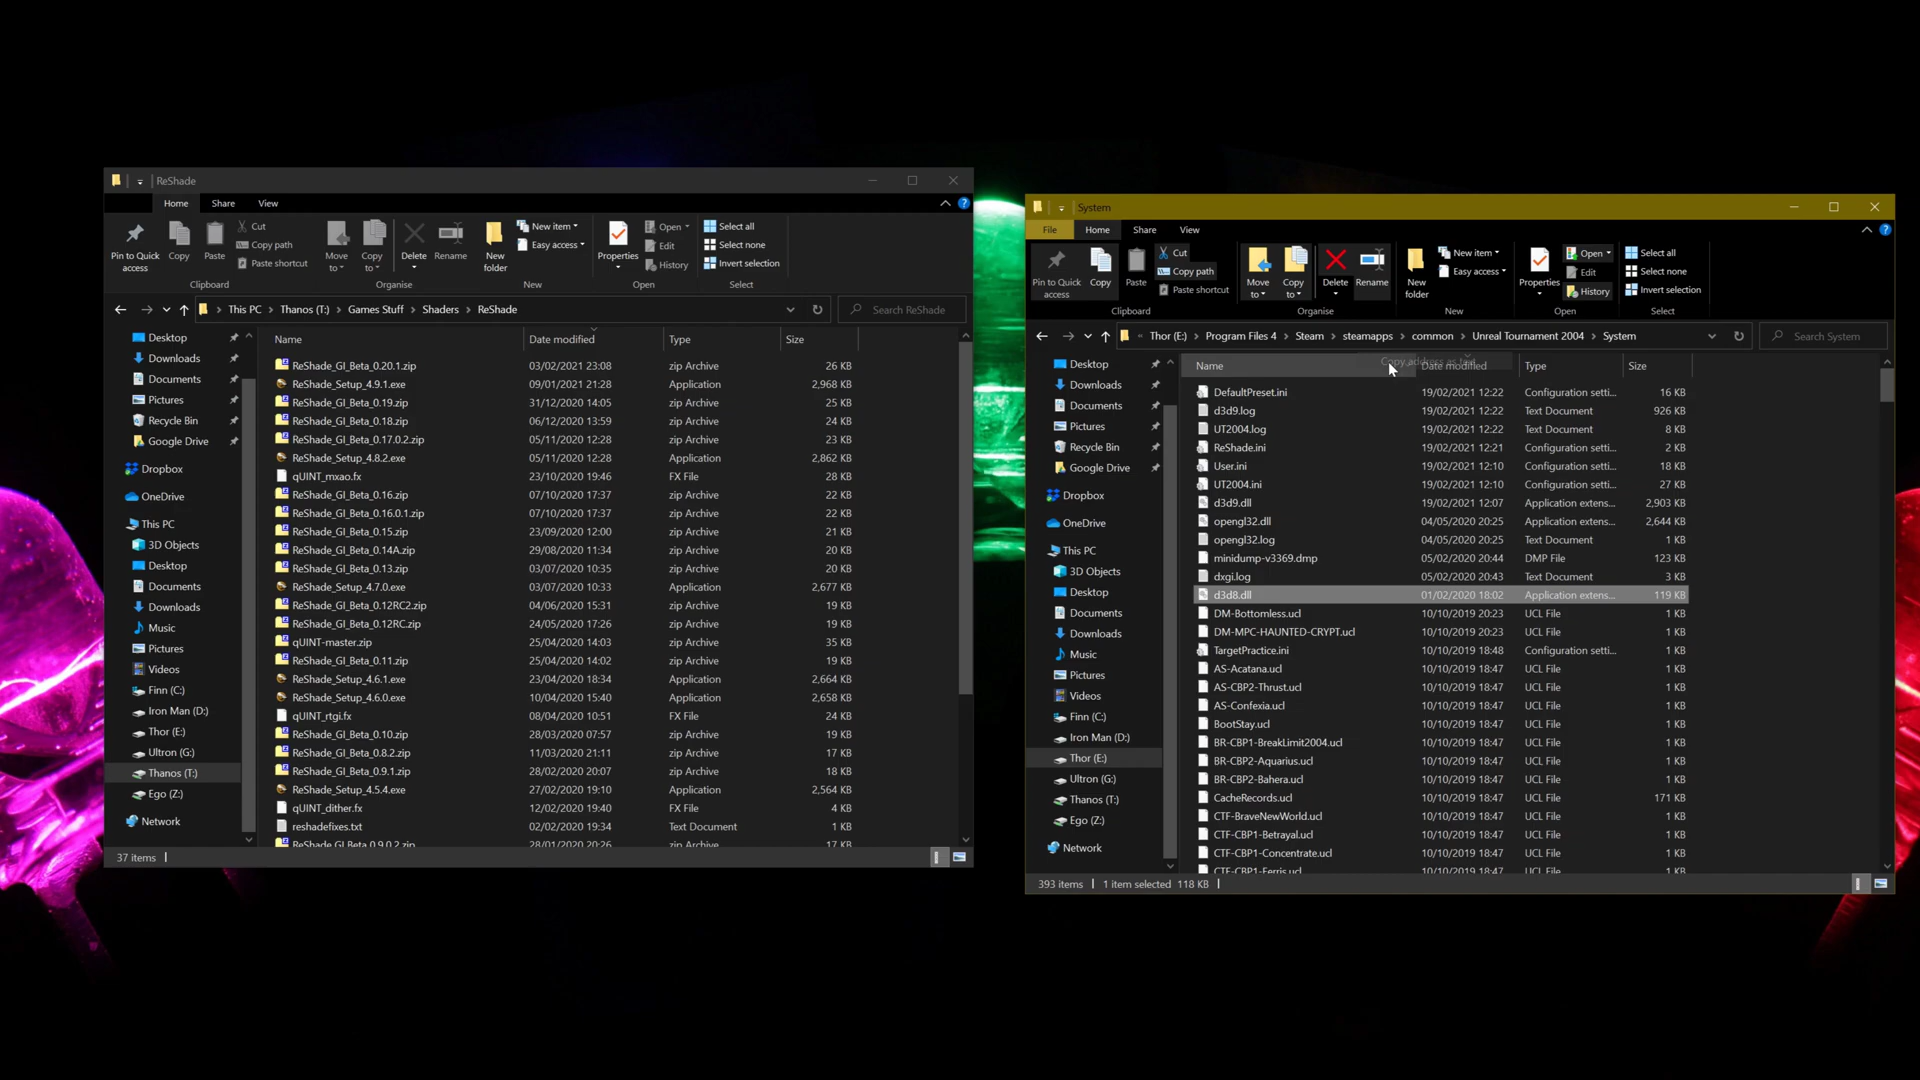 ReShade
Home Share View
Pin to Quick access
Copy
Paste
Cut
Copy path
Paste shortcut
Clipboard
Move to
Copy to
Delete
Rename
Organise
New folder
New item
Easy access
New
Properties
Open
Edit
History
Open
Select all
Select none
Invert selection
Select
This PC Thanos (T:) Games Stuff Shaders ReShade
Search ReShade
Desktop
Downloads
Documents
Pictures
Recycle Bin
Google Drive
Dropbox
OneDrive
This PC
3D Objects
Desktop
Documents
Downloads
Music
Pictures
Videos
Finn (C:)
Iron Man (D:)
Thor (E:)
Ultron (G:)
Thanos (T:)
Ego (Z:)
Network
Name Date modified Type Size
ReShade_GI_Beta_0.20.1.zip 03/02/2021 23:08 zip Archive 26 KB
ReShade_Setup_4.9.1.exe 09/01/2021 21:28 Application 2,968 KB
ReShade_GI_Beta_0.19.zip 31/12/2020 14:05 zip Archive 25 KB
ReShade_GI_Beta_0.18.zip 06/12/2020 13:59 zip Archive 24 KB
ReShade_GI_Beta_0.17.0.2.zip 05/11/2020 12:28 zip Archive 23 KB
ReShade_Setup_4.8.2.exe 05/11/2020 12:28 Application 2,862 KB
qUINT_mxao.fx 23/10/2020 19:46 FX File 28 KB
ReShade_GI_Beta_0.16.zip 07/10/2020 17:37 zip Archive 22 KB
ReShade_GI_Beta_0.16.0.1.zip 07/10/2020 17:37 zip Archive 22 KB
ReShade_GI_Beta_0.15.zip 23/09/2020 12:00 zip Archive 21 KB
ReShade_GI_Beta_0.14A.zip 29/08/2020 11:34 zip Archive 20 KB
ReShade_GI_Beta_0.13.zip 03/07/2020 10:35 zip Archive 20 KB
ReShade_Setup_4.7.0.exe 03/07/2020 10:33 Application 2,677 KB
ReShade_GI_Beta_0.12RC2.zip 04/06/2020 15:31 zip Archive 19 KB
ReShade_GI_Beta_0.12RC.zip 24/05/2020 17:26 zip Archive 19 KB
qUINT-master.zip 25/04/2020 14:03 zip Archive 35 KB
ReShade_GI_Beta_0.11.zip 25/04/2020 14:02 zip Archive 19 KB
ReShade_Setup_4.6.1.exe 23/04/2020 18:34 Application 2,664 KB
ReShade_Setup_4.6.0.exe 10/04/2020 15:40 Application 2,658 KB
qUINT_rtgi.fx 08/04/2020 10:51 FX File 24 KB
ReShade_GI_Beta_0.10.zip 28/03/2020 07:57 zip Archive 19 KB
ReShade_GI_Beta_0.8.2.zip 11/03/2020 21:11 zip Archive 17 KB
ReShade_GI_Beta_0.9.1.zip 28/02/2020 20:07 zip Archive 18 KB
ReShade_Setup_4.5.4.exe 27/02/2020 19:10 Application 2,564 KB
qUINT_dither.fx 12/02/2020 19:40 FX File 4 KB
reshadefixes.txt 02/02/2020 19:34 Text Document 1 KB
ReShade GI Beta 0.9.0.2.zip 28/01/2020 20:26 zip Archive 17 KB
37 items
System
File Home Share View
Pin to Quick access
Copy
Paste
Cut
Copy path
Paste shortcut
Clipboard
Move to
Copy to
Delete
Rename
Organise
New folder
New item
Easy access
New
Properties
Open
Edit
History
Open
Select all
Select none
Invert selection
Select
« Thor (E:) Program Files 4 Steam steamapps common Unreal Tournament 2004 System
Search System
Copy address as text
Desktop
Downloads
Documents
Pictures
Recycle Bin
Google Drive
Dropbox
OneDrive
This PC
3D Objects
Desktop
Documents
Downloads
Music
Pictures
Videos
Finn (C:)
Iron Man (D:)
Thor (E:)
Ultron (G:)
Thanos (T:)
Ego (Z:)
Network
Name Date modified Type Size
DefaultPreset.ini 19/02/2021 12:22 Configuration setti... 16 KB
d3d9.log 19/02/2021 12:22 Text Document 926 KB
UT2004.log 19/02/2021 12:22 Text Document 8 KB
ReShade.ini 19/02/2021 12:21 Configuration setti... 2 KB
User.ini 19/02/2021 12:10 Configuration setti... 18 KB
UT2004.ini 19/02/2021 12:10 Configuration setti... 27 KB
d3d9.dll 19/02/2021 12:07 Application extens... 2,903 KB
opengl32.dll 04/05/2020 20:25 Application extens... 2,644 KB
opengl32.log 04/05/2020 20:25 Text Document 1 KB
minidump-v3369.dmp 05/02/2020 20:44 DMP File 123 KB
dxgi.log 05/02/2020 20:43 Text Document 3 KB
d3d8.dll 01/02/2020 18:02 Application extens... 119 KB
DM-Bottomless.ucl 10/10/2019 20:23 UCL File 1 KB
DM-MPC-HAUNTED-CRYPT.ucl 10/10/2019 20:23 UCL File 1 KB
TargetPractice.ini 10/10/2019 18:48 Configuration setti... 1 KB
AS-Acatana.ucl 10/10/2019 18:47 UCL File 1 KB
AS-CBP2-Thrust.ucl 10/10/2019 18:47 UCL File 1 KB
AS-Confexia.ucl 10/10/2019 18:47 UCL File 1 KB
BootStay.ucl 10/10/2019 18:47 UCL File 1 KB
BR-CBP1-BreakLimit2004.ucl 10/10/2019 18:47 UCL File 1 KB
BR-CBP2-Aquarius.ucl 10/10/2019 18:47 UCL File 1 KB
BR-CBP2-Bahera.ucl 10/10/2019 18:47 UCL File 1 KB
CacheRecords.ucl 10/10/2019 18:47 UCL File 171 KB
CTF-BraveNewWorld.ucl 10/10/2019 18:47 UCL File 1 KB
CTF-CBP1-Betrayal.ucl 10/10/2019 18:47 UCL File 1 KB
CTF-CBP1-Concentrate.ucl 10/10/2019 18:47 UCL File 1 KB
CTF-CBP1-Ferris.ucl 10/10/2019 18:47 UCL File 1 KB
393 items 1 item selected 118 KB